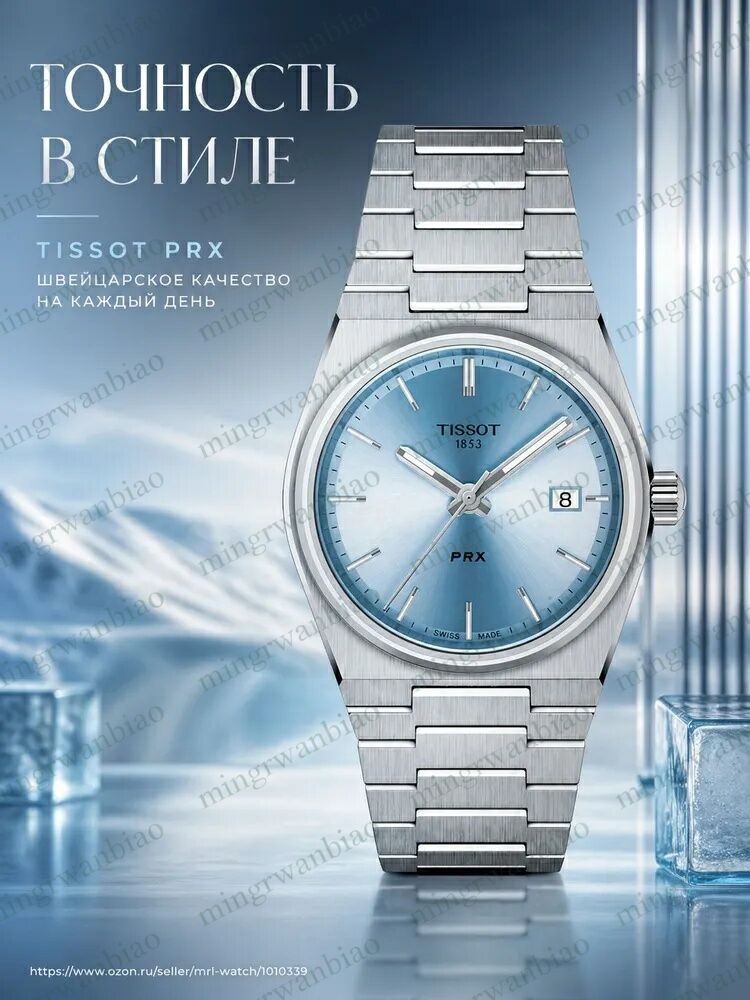 ТОЧНОСТЬ
В СТИЛЕ
TISSOT PRX
ШВЕЙЦАРСКОЕ КАЧЕСТВО
НА КАЖДЫЙ ДЕНЬ
TISSOT
1853
8
PRX
SWISS MADE
mingrwanbiao
https://www.ozon.ru/seller/mrl-watch/1010339